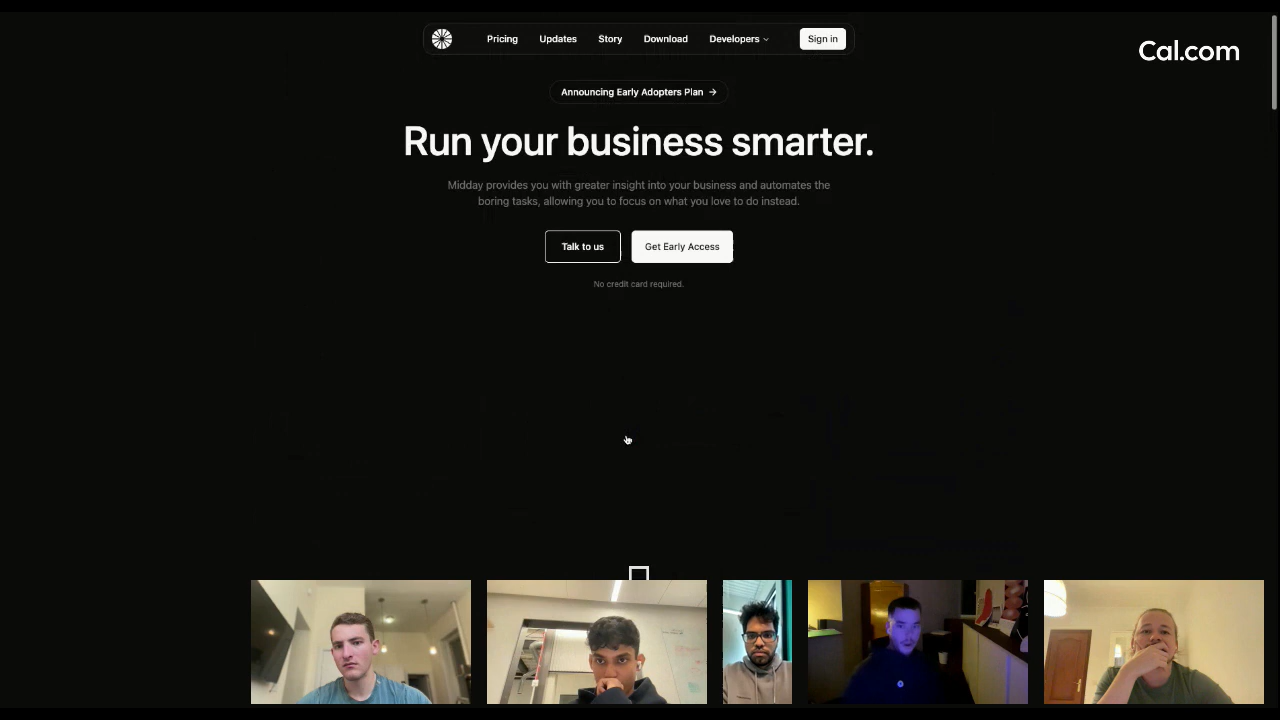 Pricing Updates Story Download Developers Sign in
Cal.com
Announcing Early Adopters Plan →
Run your business smarter.
Midday provides you with greater insight into your business and automates the
boring tasks, allowing you to focus on what you love to do instead.
Talk to us Get Early Access
No credit card required.